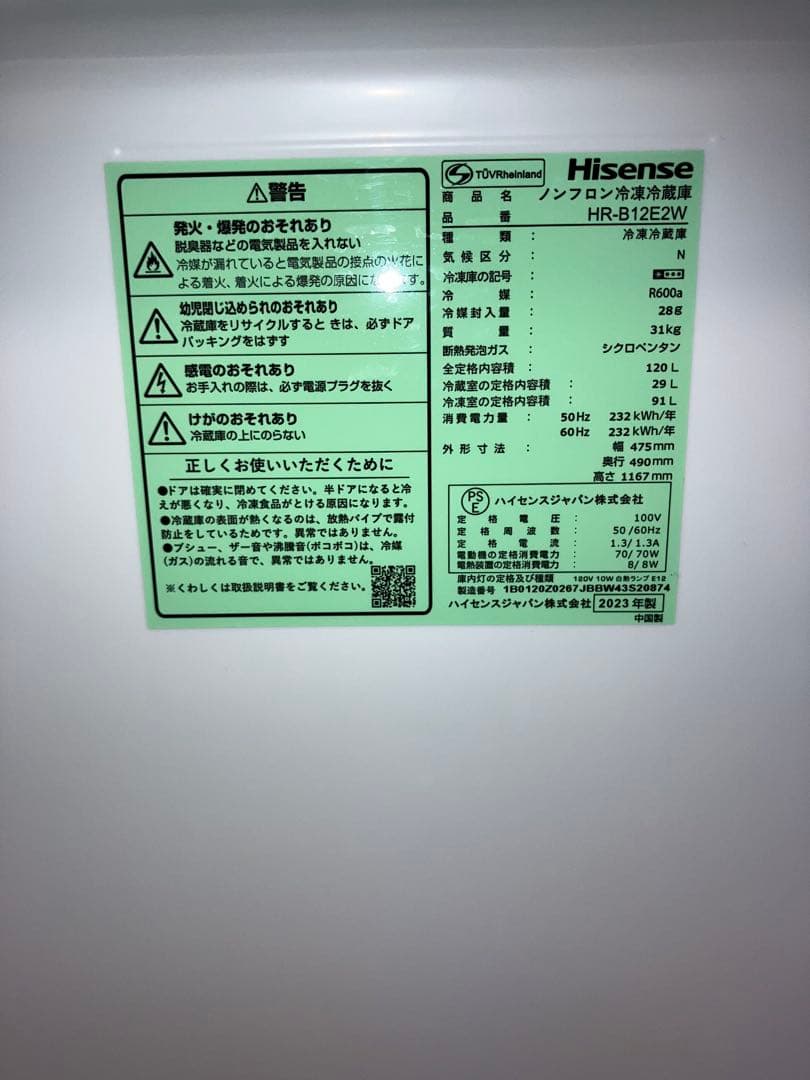 ⚠警告
発火・爆発のおそれあり
脱臭器などの電気製品を入れない
冷媒が漏れていると電気製品の接点の火花に
よる着火、着火による爆発の原因になります。
幼児閉じ込められのおそれあり
冷蔵庫をリサイクルすると きは、必ずドア
パッキングをはずす
感電のおそれあり
お手入れの際は、必ず電源プラグを抜く
けがのおそれあり
冷蔵庫の上にのらない
正しくお使いいただくために
●ドアは確実に閉めてください。半ドアになると冷
えが悪くなり、冷凍食品がとける原因になります。
●冷蔵庫の表面が熱くなるのは、放熱パイプで露付
防止をしているためです。異常ではありません。
●ブシュー、ザー音や沸騰音(ボコボコ)は、冷媒
(ガス)の流れる音で、異常ではありません。
※くわしくは取扱説明書をご覧ください。
TÜVRheinland Hisense
商品名 ノンフロン冷凍冷蔵庫
品番 HR-B12E2W
種類 : 冷凍冷蔵庫
気候区分 : N
冷凍庫の記号 :
冷媒 : R600a
冷媒封入量 : 28g
質量 : 31kg
断熱発泡ガス : シクロペンタン
全定格内容積 : 120 L
冷蔵室の定格内容積 : 29 L
冷凍室の定格内容積 : 91 L
消費電力量 : 50Hz 232 kWh/年
60Hz 232 kWh/年
外形寸法 : 幅 475mm
奥行 490mm
高さ 1167mm
PSE ハイセンスジャパン株式会社
定格電圧 : 100V
定格周波数 : 50/60Hz
定格電流 : 1.3/ 1.3A
電動機の定格消費電力 : 70/ 70W
電熱装置の定格消費電力 : 8/ 8W
庫内灯の定格及び種類 120V 10W 白熱ランプ E12
製造番号 1B0120Z0267JBBW43S20874
ハイセンスジャパン株式会社 2023 年製
中国製